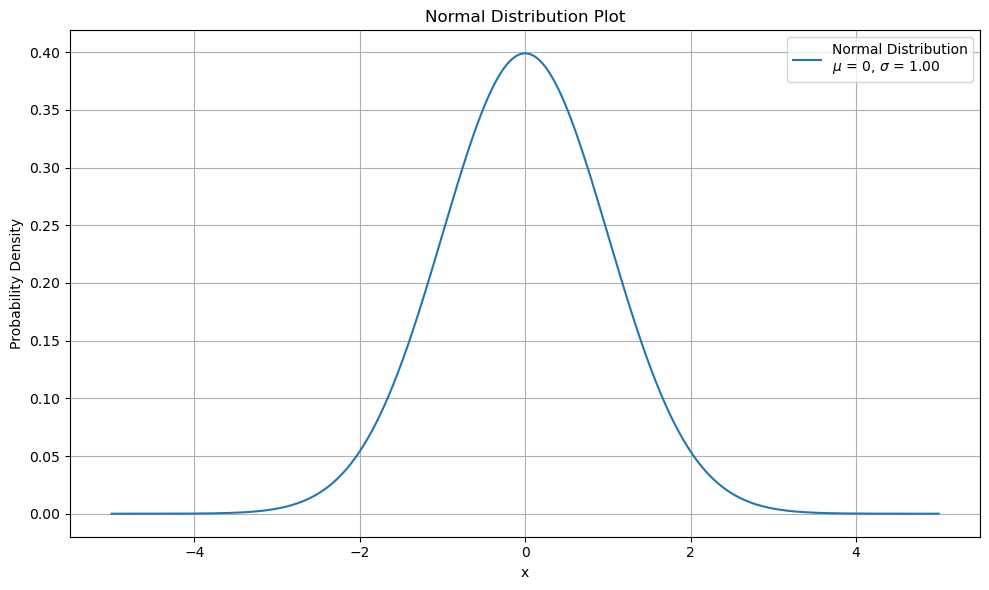 Normal Distribution Plot
Normal Distribution
μ = 0, σ = 1.00
0.40
0.35
0.30
0.25
0.20
0.15
0.10
0.05
0.00
Probability Density
−4
−2
0
2
4
x